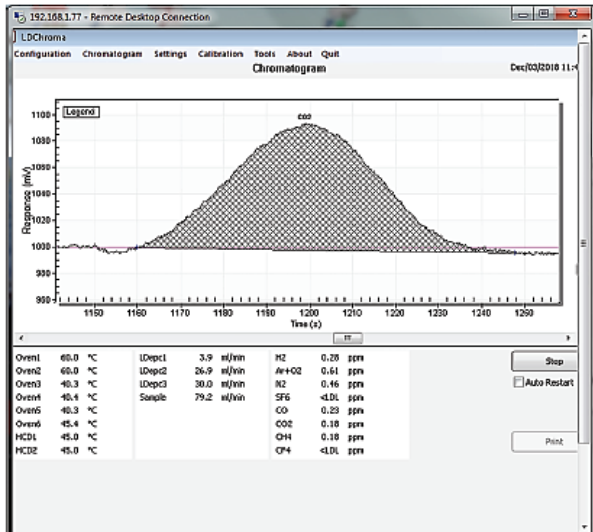 192.168.1.77 - Remote Desktop Connection
LDChroma
Configuration Chromatogram Settings Calibration Tools About Quit
Chromatogram Dec/03/2018 11:4
Legend
CO2
1100
1080
1060
1040
1020
1000
980
960
Response (mV)
1150 1160 1170 1180 1190 1200 1210 1220 1230 1240 1250
Time (s)
Oven1 60.0 °C LDepc1 3.9 ml/min H2 0.28 ppm Stop
Oven2 60.0 °C LDepc2 26.9 ml/min Ar+O2 0.61 ppm
Oven3 40.3 °C LDepc3 30.0 ml/min N2 0.46 ppm Auto Restart
Oven4 40.4 °C Sample 79.2 ml/min SF6 <LDL ppm
Oven5 40.3 °C CO 0.23 ppm
Oven6 45.4 °C CO2 0.18 ppm
HCD1 45.0 °C CH4 0.18 ppm Print
HCD2 45.0 °C CF4 <LDL ppm